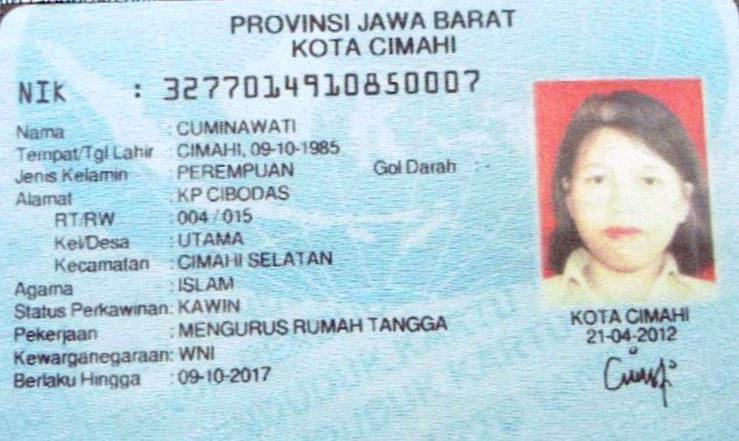 PROVINSI JAWA BARAT
KOTA CIMAHI
NIK : 3277014910850007
Nama : CUMINAWATI
Tempat/Tgl Lahir : CIMAHI, 09-10-1985
Jenis Kelamin : PEREMPUAN Gol Darah : -
Alamat : KP CIBODAS
RT/RW : 004 / 015
Kel/Desa : UTAMA
Kecamatan : CIMAHI SELATAN
Agama : ISLAM
Status Perkawinan: KAWIN
Pekerjaan : MENGURUS RUMAH TANGGA
Kewarganegaraan: WNI
Berlaku Hingga : 09-10-2017
KOTA CIMAHI
21-04-2012